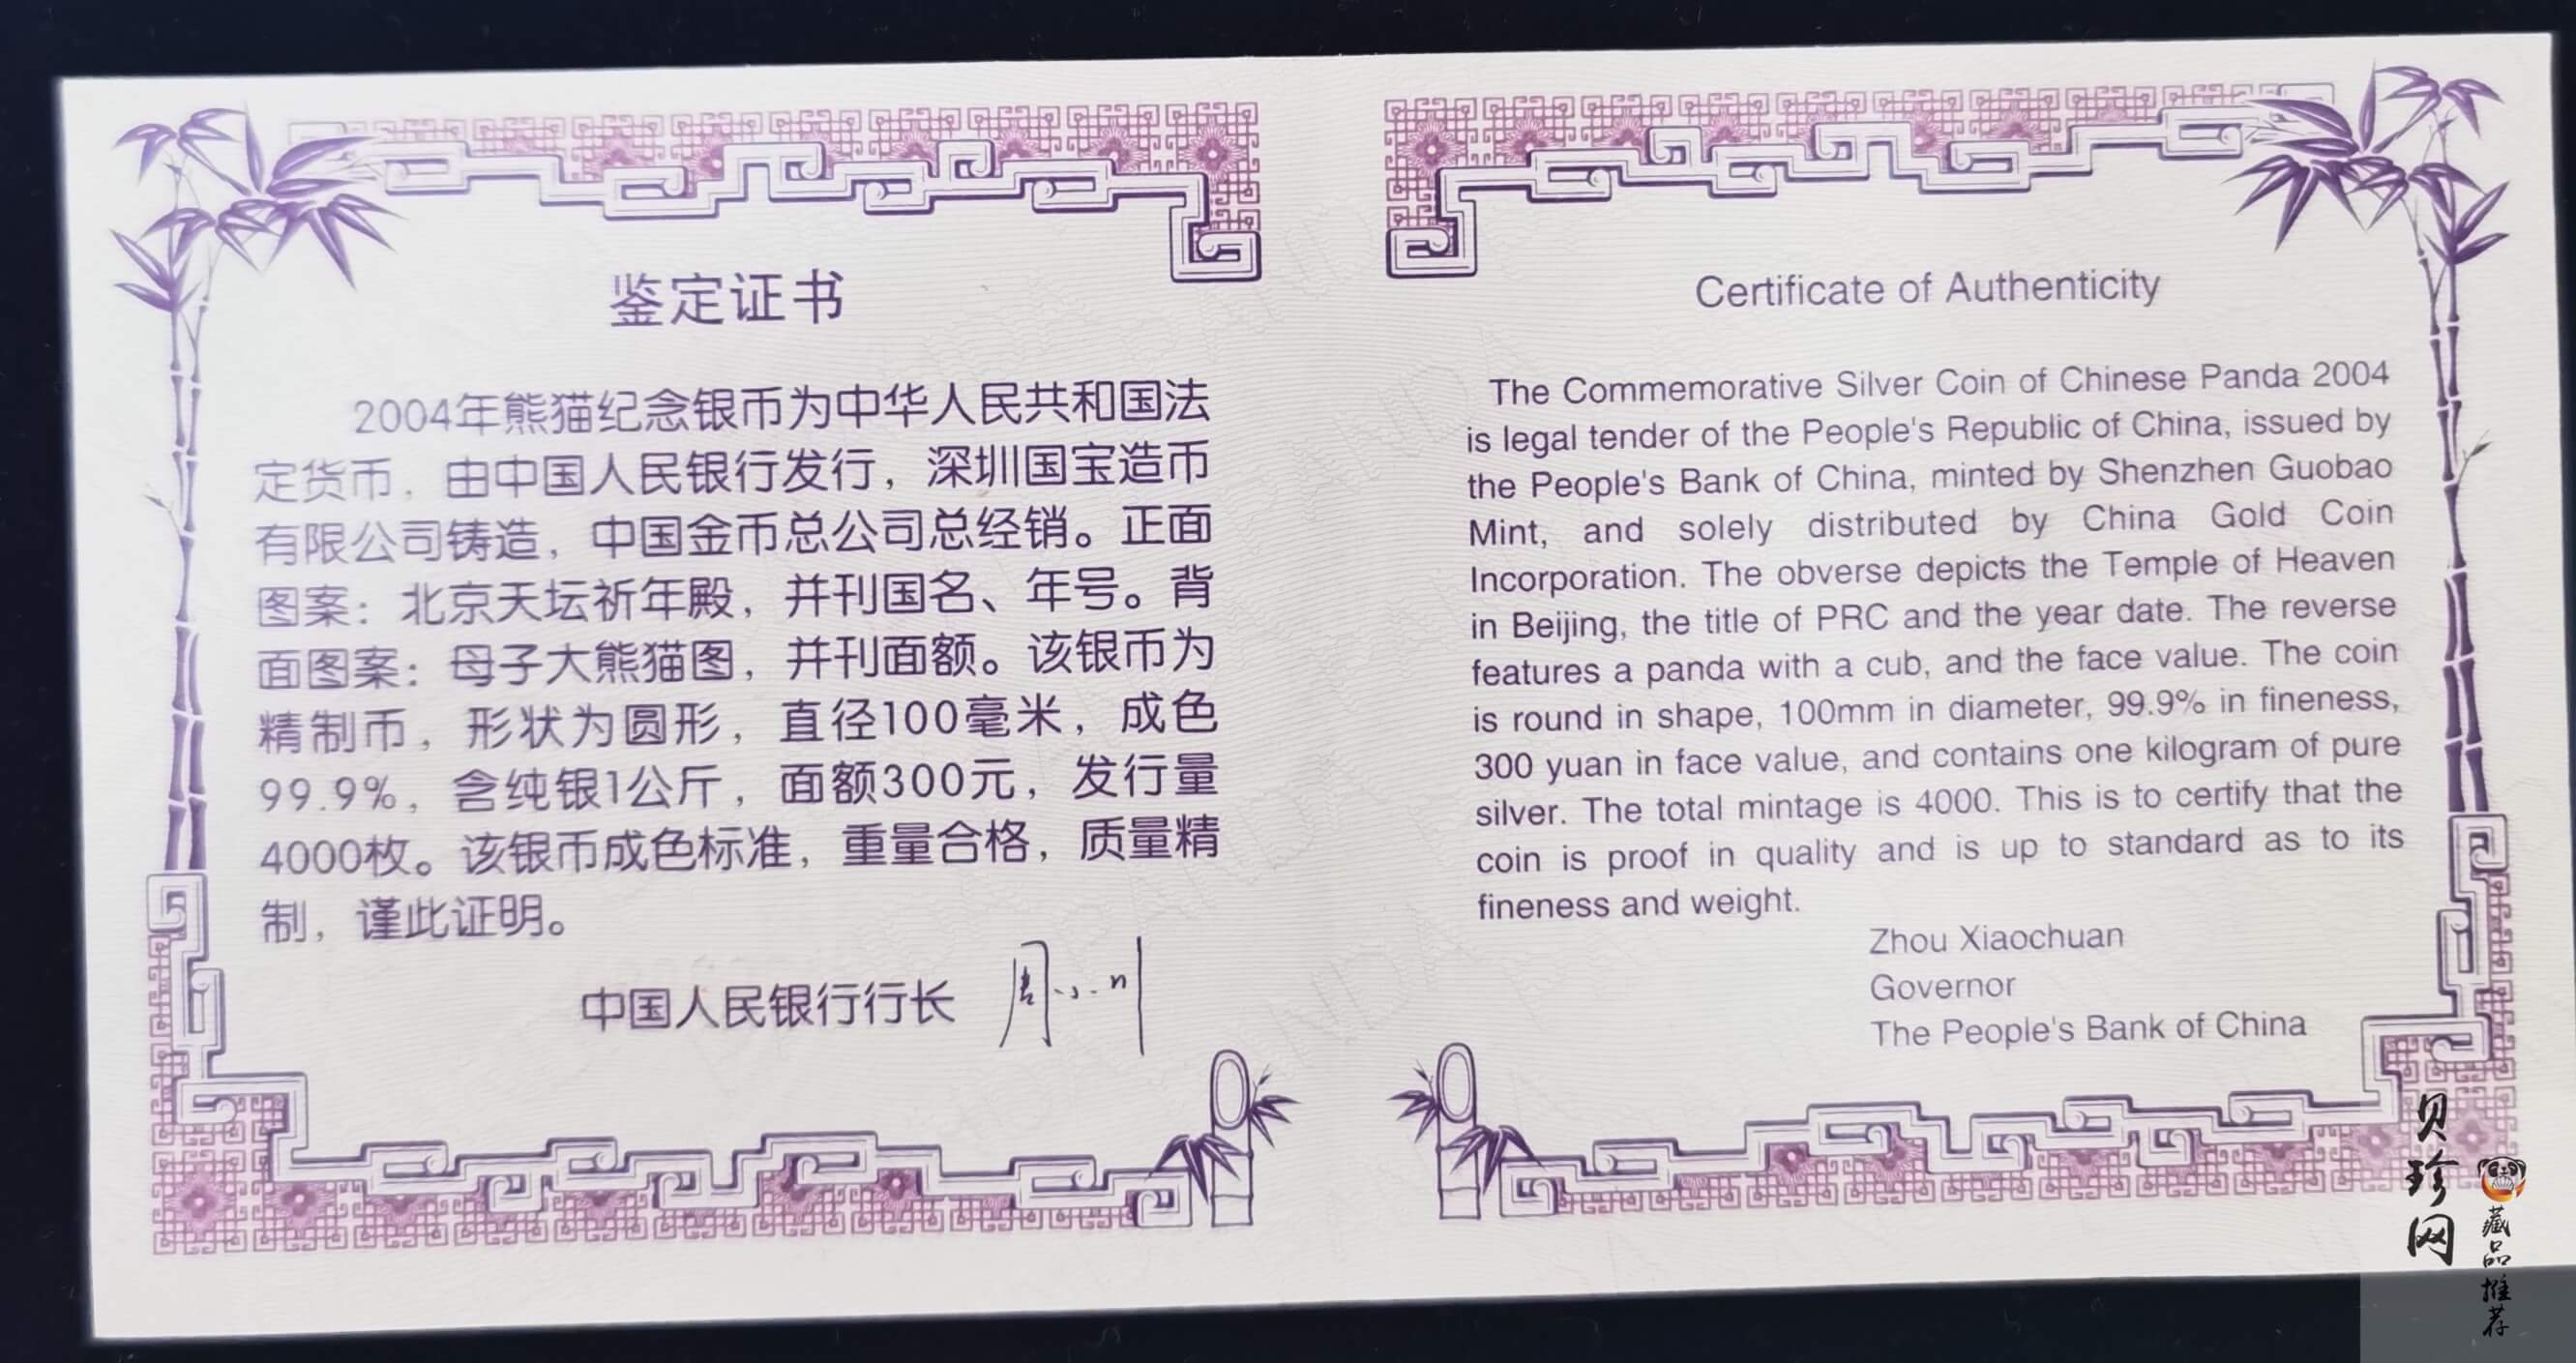 鉴定证书
2004年熊猫纪念银币为中华人民共和国法
定货币，由中国人民银行发行，深圳国宝造币
有限公司铸造，中国金币总公司总经销。正面
图案：北京天坛祈年殿，并刊国名、年号。背
面图案：母子大熊猫图，并刊面额。该银币为
精制币，形状为圆形，直径100毫米，成色
99.9%，含纯银1公斤，面额300元，发行量
4000枚。该银币成色标准，重量合格，质量精
制，谨此证明。
中国人民银行行长 周小川
Certificate of Authenticity
The Commemorative Silver Coin of Chinese Panda 2004
is legal tender of the People's Republic of China, issued by
the People's Bank of China, minted by Shenzhen Guobao
Mint, and solely distributed by China Gold Coin
Incorporation. The obverse depicts the Temple of Heaven
in Beijing, the title of PRC and the year date. The reverse
features a panda with a cub, and the face value. The coin
is round in shape, 100mm in diameter, 99.9% in fineness,
300 yuan in face value, and contains one kilogram of pure
silver. The total mintage is 4000. This is to certify that the
coin is proof in quality and is up to standard as to its
fineness and weight.
Zhou Xiaochuan
Governor
The People's Bank of China
贝珍网
藏品推荐